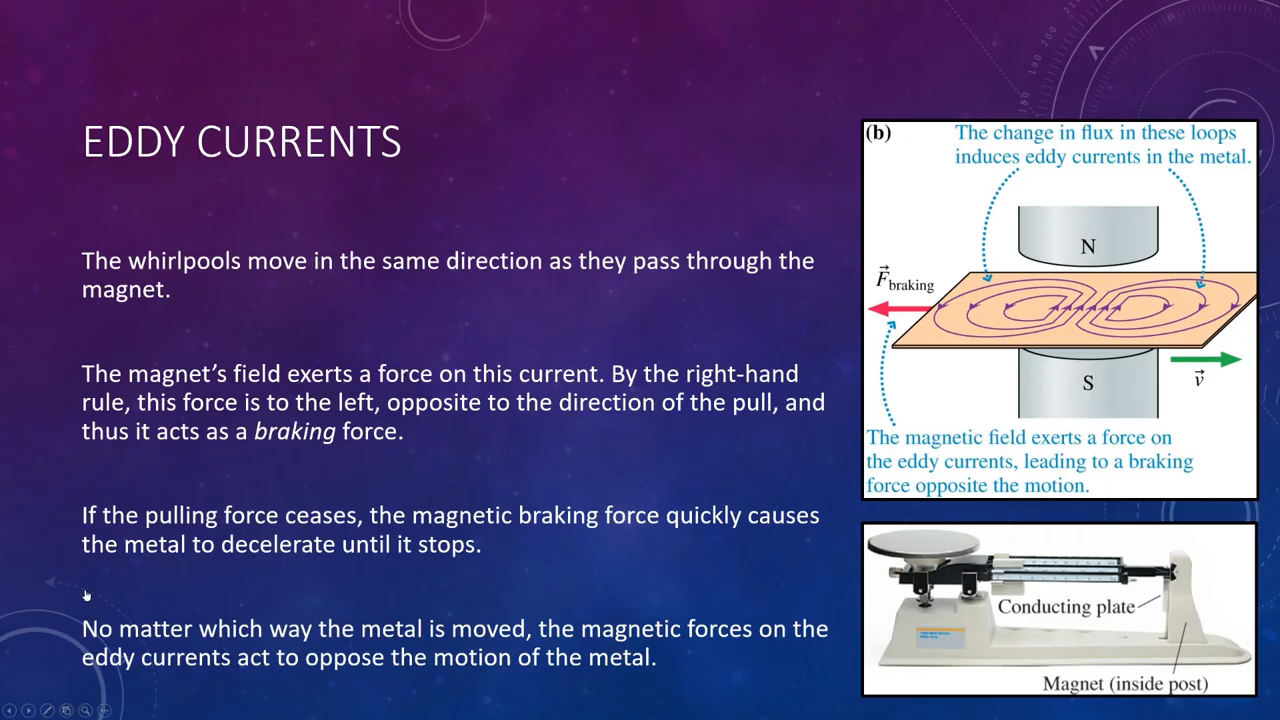 EDDY CURRENTS
The whirlpools move in the same direction as they pass through the
magnet.
The magnet’s field exerts a force on this current. By the right-hand
rule, this force is to the left, opposite to the direction of the pull, and
thus it acts as a braking force.
If the pulling force ceases, the magnetic braking force quickly causes
the metal to decelerate until it stops.
No matter which way the metal is moved, the magnetic forces on the
eddy currents act to oppose the motion of the metal.
(b)
The change in flux in these loops
induces eddy currents in the metal.
N
F⃗braking
S
v⃗
The magnetic field exerts a force on
the eddy currents, leading to a braking
force opposite the motion.
Conducting plate
Magnet (inside post)
180 190 200